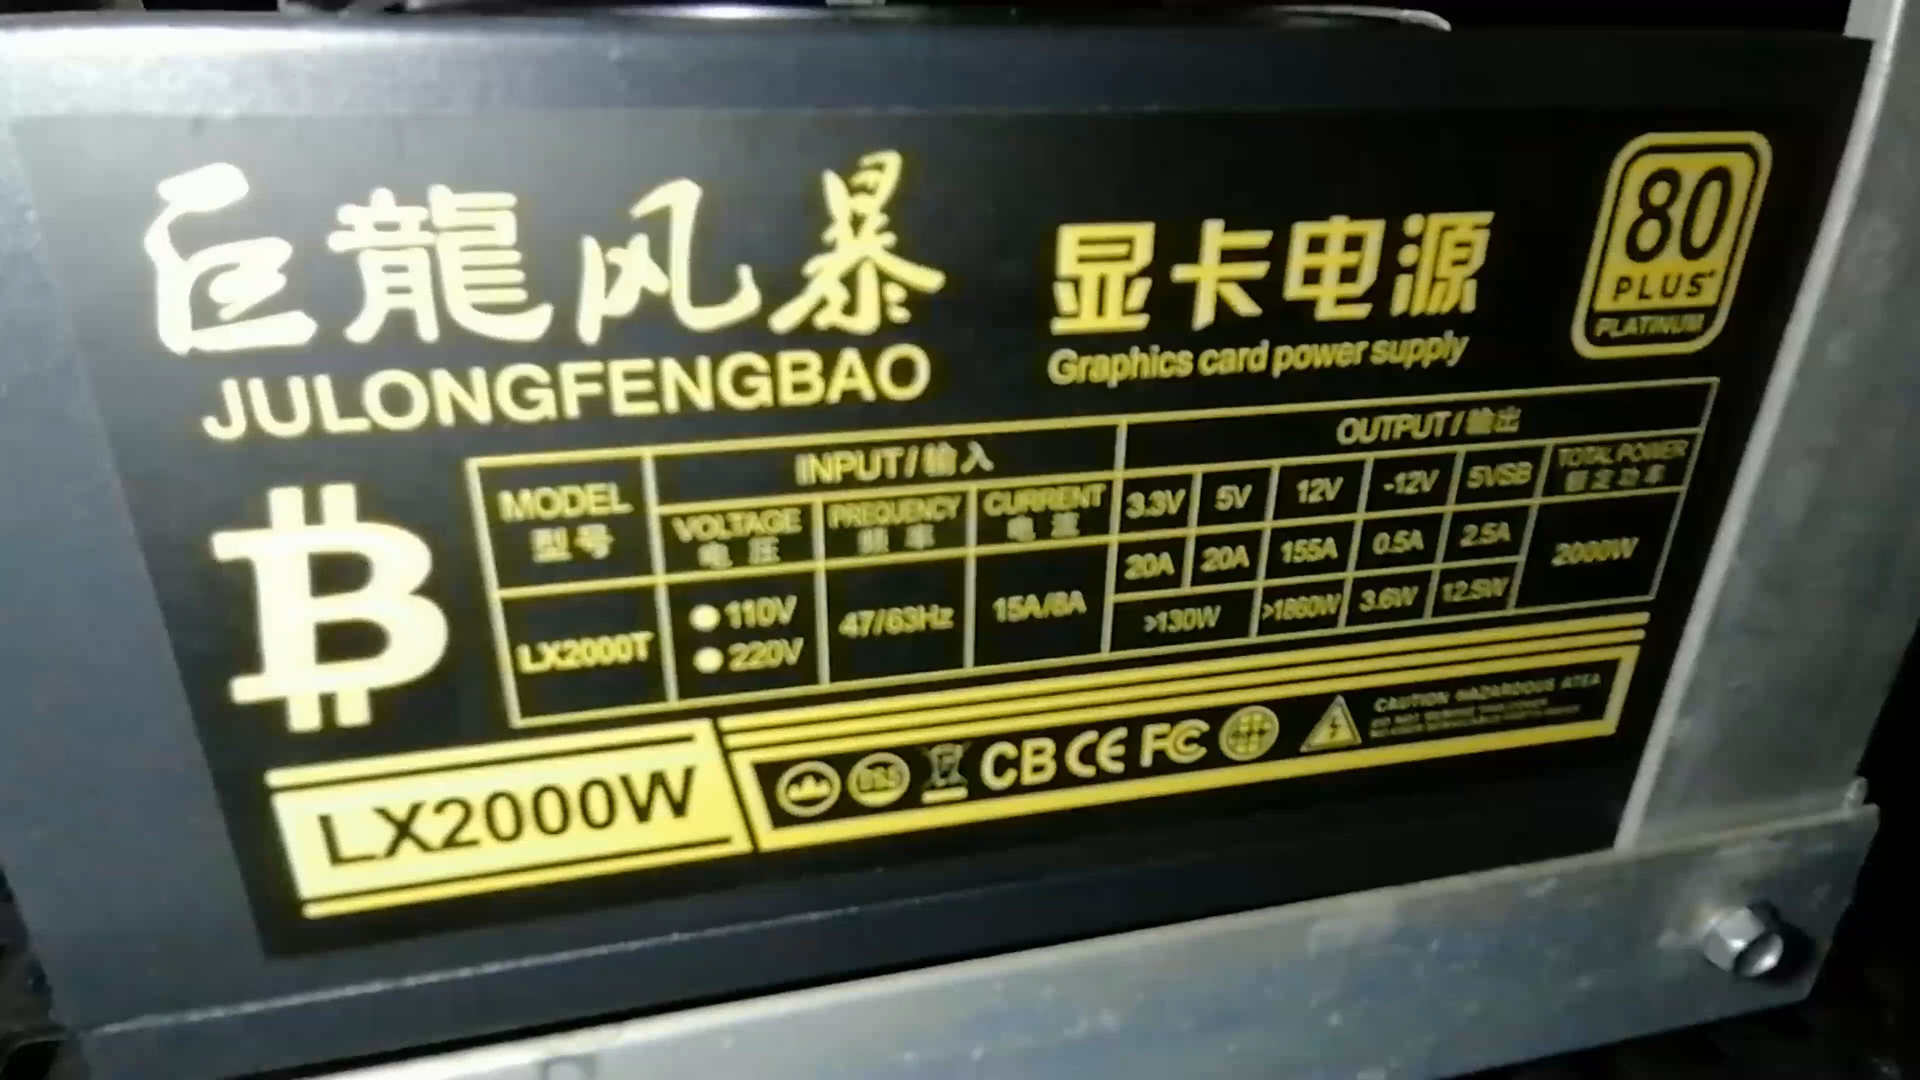 巨龍风暴
JULONGFENGBAO
显卡电源
Graphics card power supply
80
PLUS
PLATINUM
MODEL
型号
INPUT/输入
OUTPUT/输出
VOLTAGE
电压
FREQUENCY
频率
CURRENT
电流
3.3V 5V 12V -12V 5VSB
TOTAL POWER
额定功率
20A 20A 155A 0.5A 2.5A
2000W
LX2000T
110V
220V
47/63Hz
15A/8A
>130W >1860W 3.6W 12.5W
LX2000W
CB CE FC
CAUTION HAZARDOUS ATEA